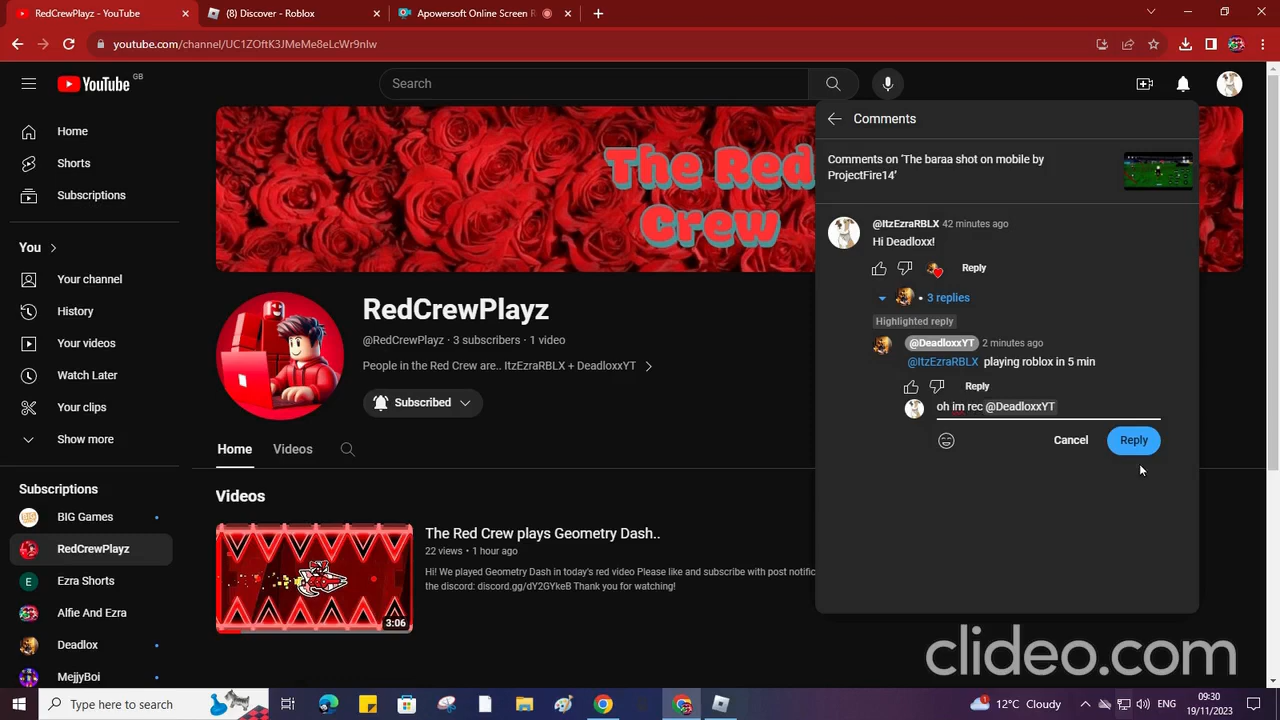 RedCrewPlayz - YouTube
(8) Discover - Roblox
Apowersoft Online Screen R
youtube.com/channel/UC1ZOftK3JMeMe8eLcWr9nIw
YouTube GB
Search
Home
Shorts
Subscriptions
You
Your channel
History
Your videos
Watch Later
Your clips
Show more
Subscriptions
BIG Games
RedCrewPlayz
E
Ezra Shorts
Alfie And Ezra
Deadlox
MejjyBoi
The Red
Crew
RedCrewPlayz
@RedCrewPlayz · 3 subscribers · 1 video
People in the Red Crew are.. ItzEzraRBLX + DeadloxxYT
Subscribed
Home
Videos
Videos
The Red Crew plays Geometry Dash..
22 views • 1 hour ago
Hi! We played Geometry Dash in today's red video Please like and subscribe with post notific
the discord: discord.gg/dY2GYkeB Thank you for watching!
3:06
Comments
Comments on 'The baraa shot on mobile by
ProjectFire14'
@ItzEzraRBLX 42 minutes ago
Hi Deadloxx!
Reply
• 3 replies
Highlighted reply
@DeadloxxYT 2 minutes ago
@ItzEzraRBLX playing roblox in 5 min
Reply
oh im rec @DeadloxxYT
Cancel
Reply
clideo.com
Type here to search
1
12°C Cloudy
ENG
09:30
19/11/2023